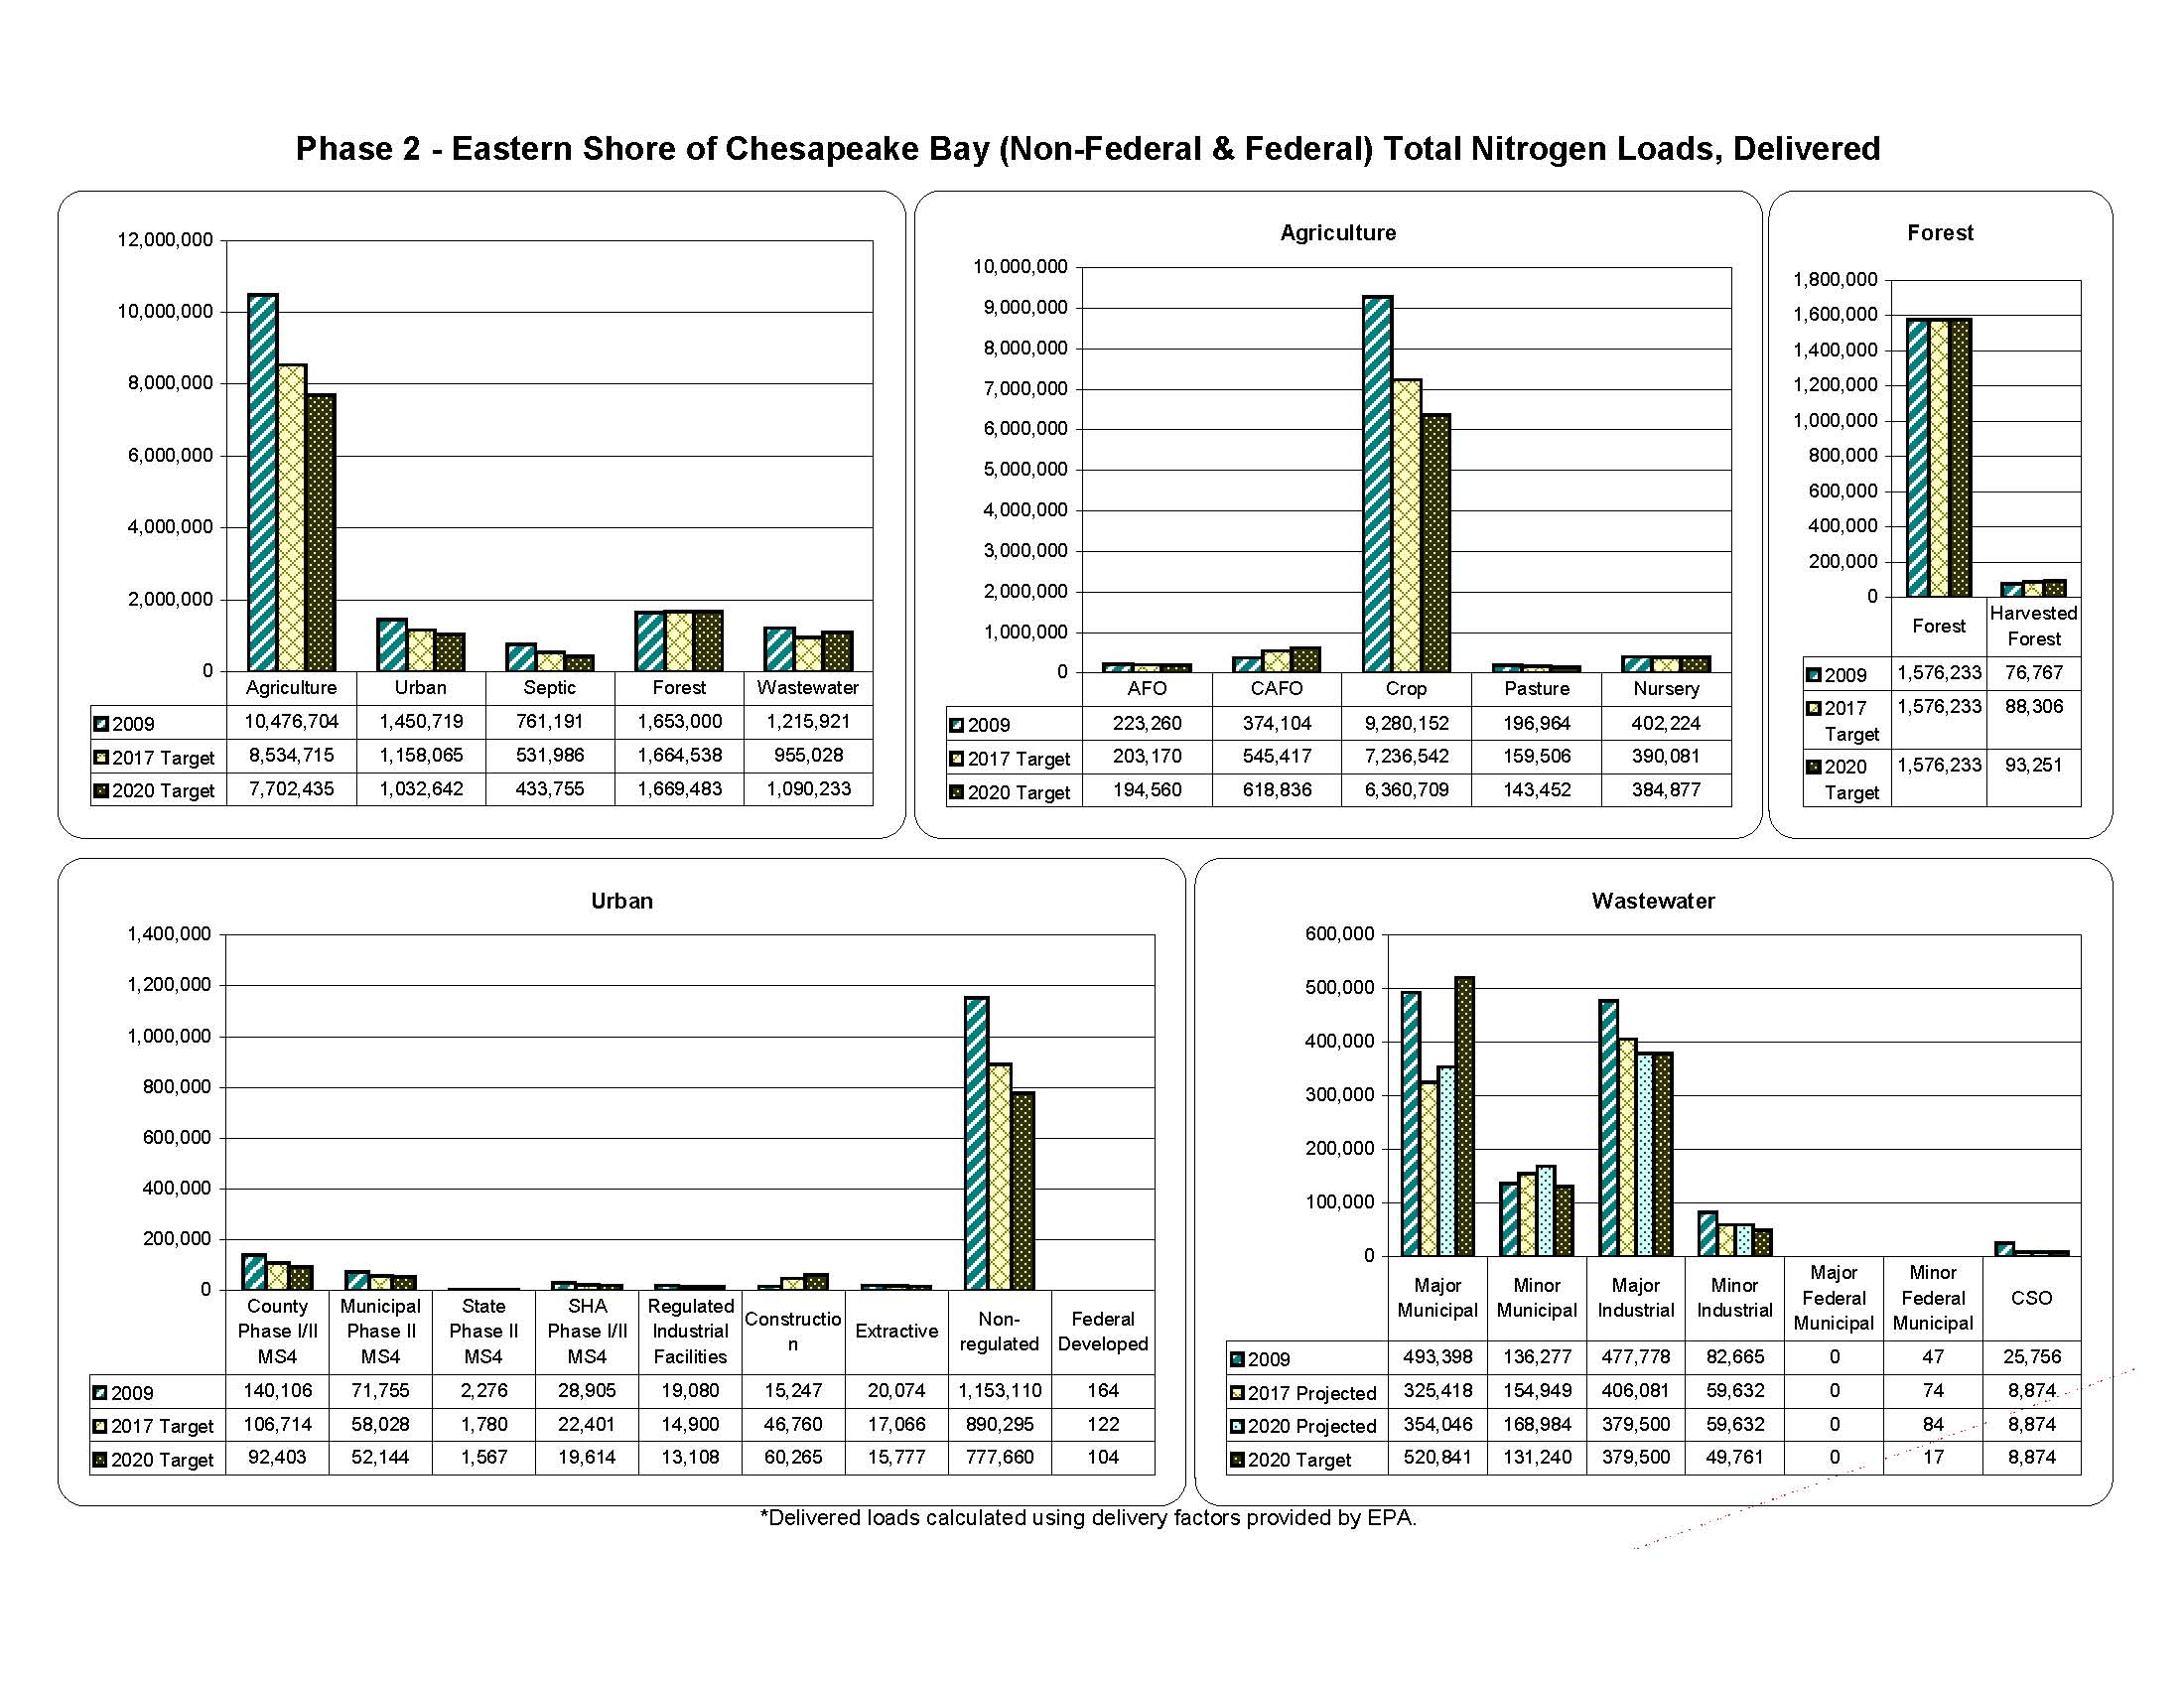 Phase 2 - Eastern Shore of Chesapeake Bay (Non-Federal & Federal) Total Nitrogen Loads, Delivered
12,000,000
10,000,000
8,000,000
6,000,000
4,000,000
2,000,000
0
Agriculture Urban Septic Forest Wastewater
2009 10,476,704 1,450,719 761,191 1,653,000 1,215,921
2017 Target 8,534,715 1,158,065 531,986 1,664,538 955,028
2020 Target 7,702,435 1,032,642 433,755 1,669,483 1,090,233
Agriculture
10,000,000
9,000,000
8,000,000
7,000,000
6,000,000
5,000,000
4,000,000
3,000,000
2,000,000
1,000,000
0
AFO CAFO Crop Pasture Nursery
2009 223,260 374,104 9,280,152 196,964 402,224
2017 Target 203,170 545,417 7,236,542 159,506 390,081
2020 Target 194,560 618,836 6,360,709 143,452 384,877
Forest
1,800,000
1,600,000
1,400,000
1,200,000
1,000,000
800,000
600,000
400,000
200,000
0
Forest Harvested
Forest
2009 1,576,233 76,767
2017 1,576,233 88,306
Target
2020 1,576,233 93,251
Target
Urban
1,400,000
1,200,000
1,000,000
800,000
600,000
400,000
200,000
0
County Municipal State SHA Regulated Constructio Extractive Non- Federal
Phase I/II Phase II Phase II Phase I/II Industrial n regulated Developed
MS4 MS4 MS4 MS4 Facilities
2009 140,106 71,755 2,276 28,905 19,080 15,247 20,074 1,153,110 164
2017 Target 106,714 58,028 1,780 22,401 14,900 46,760 17,066 890,295 122
2020 Target 92,403 52,144 1,567 19,614 13,108 60,265 15,777 777,660 104
Wastewater
600,000
500,000
400,000
300,000
200,000
100,000
0
Major Minor Major Minor Major Minor CSO
Municipal Municipal Industrial Industrial Federal Federal
Municipal Municipal
2009 493,398 136,277 477,778 82,665 0 47 25,756
2017 Projected 325,418 154,949 406,081 59,632 0 74 8,874
2020 Projected 354,046 168,984 379,500 59,632 0 84 8,874
2020 Target 520,841 131,240 379,500 49,761 0 17 8,874
*Delivered loads calculated using delivery factors provided by EPA.